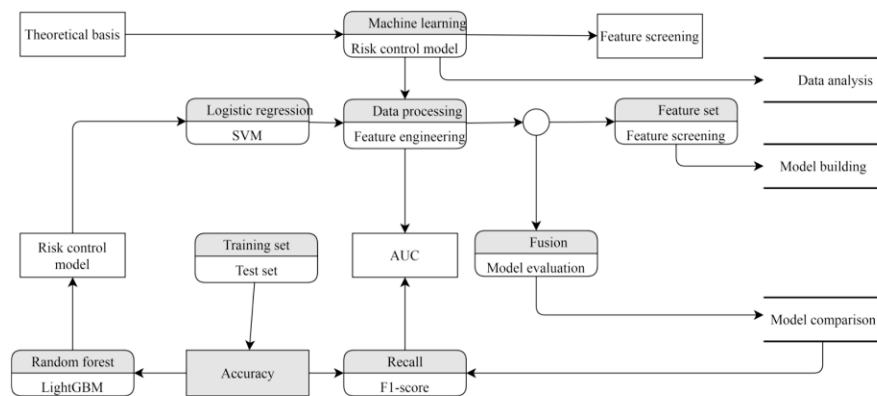 Machine learning
Theoretical basis
Risk control model
Feature screening
Data analysis
Logistic regression
SVM
Data processing
Feature engineering
Feature set
Feature screening
Model building
Risk control
model
Training set
Test set
AUC
Fusion
Model evaluation
Model comparison
Random forest
LightGBM
Accuracy
Recall
F1-score